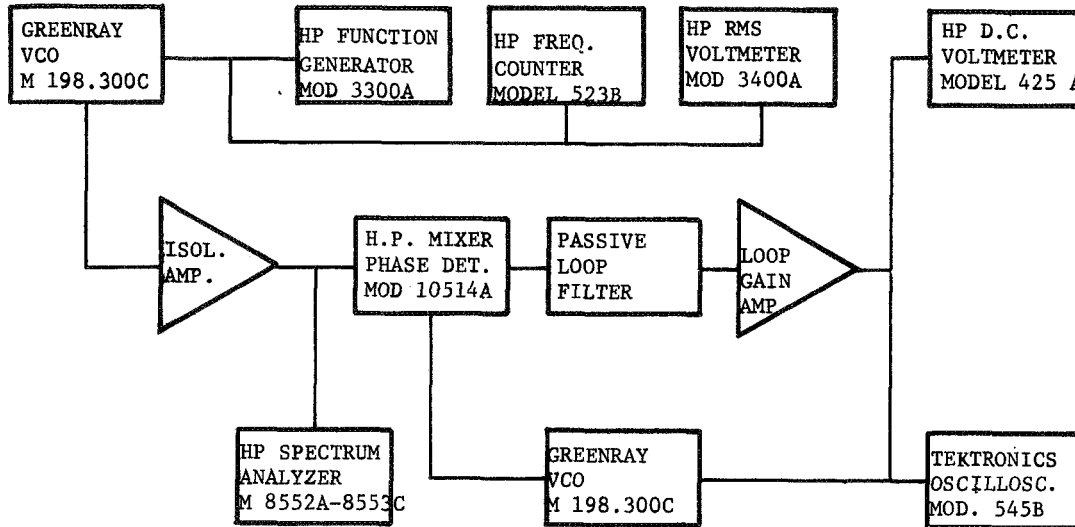 GREENRAY
VCO
M 198.300C
HP FUNCTION
GENERATOR
MOD 3300A
HP FREQ.
COUNTER
MODEL 523B
HP RMS
VOLTMETER
MOD 3400A
HP D.C.
VOLTMETER
MODEL 425 A
ISOL.
AMP.
H.P. MIXER
PHASE DET.
MOD 10514A
PASSIVE
LOOP
FILTER
LOOP
GAIN
AMP
HP SPECTRUM
ANALYZER
M 8552A-8553C
GREENRAY
VCO
M 198.300C
TEKTRONICS
OSCILLOSC.
MOD. 545B